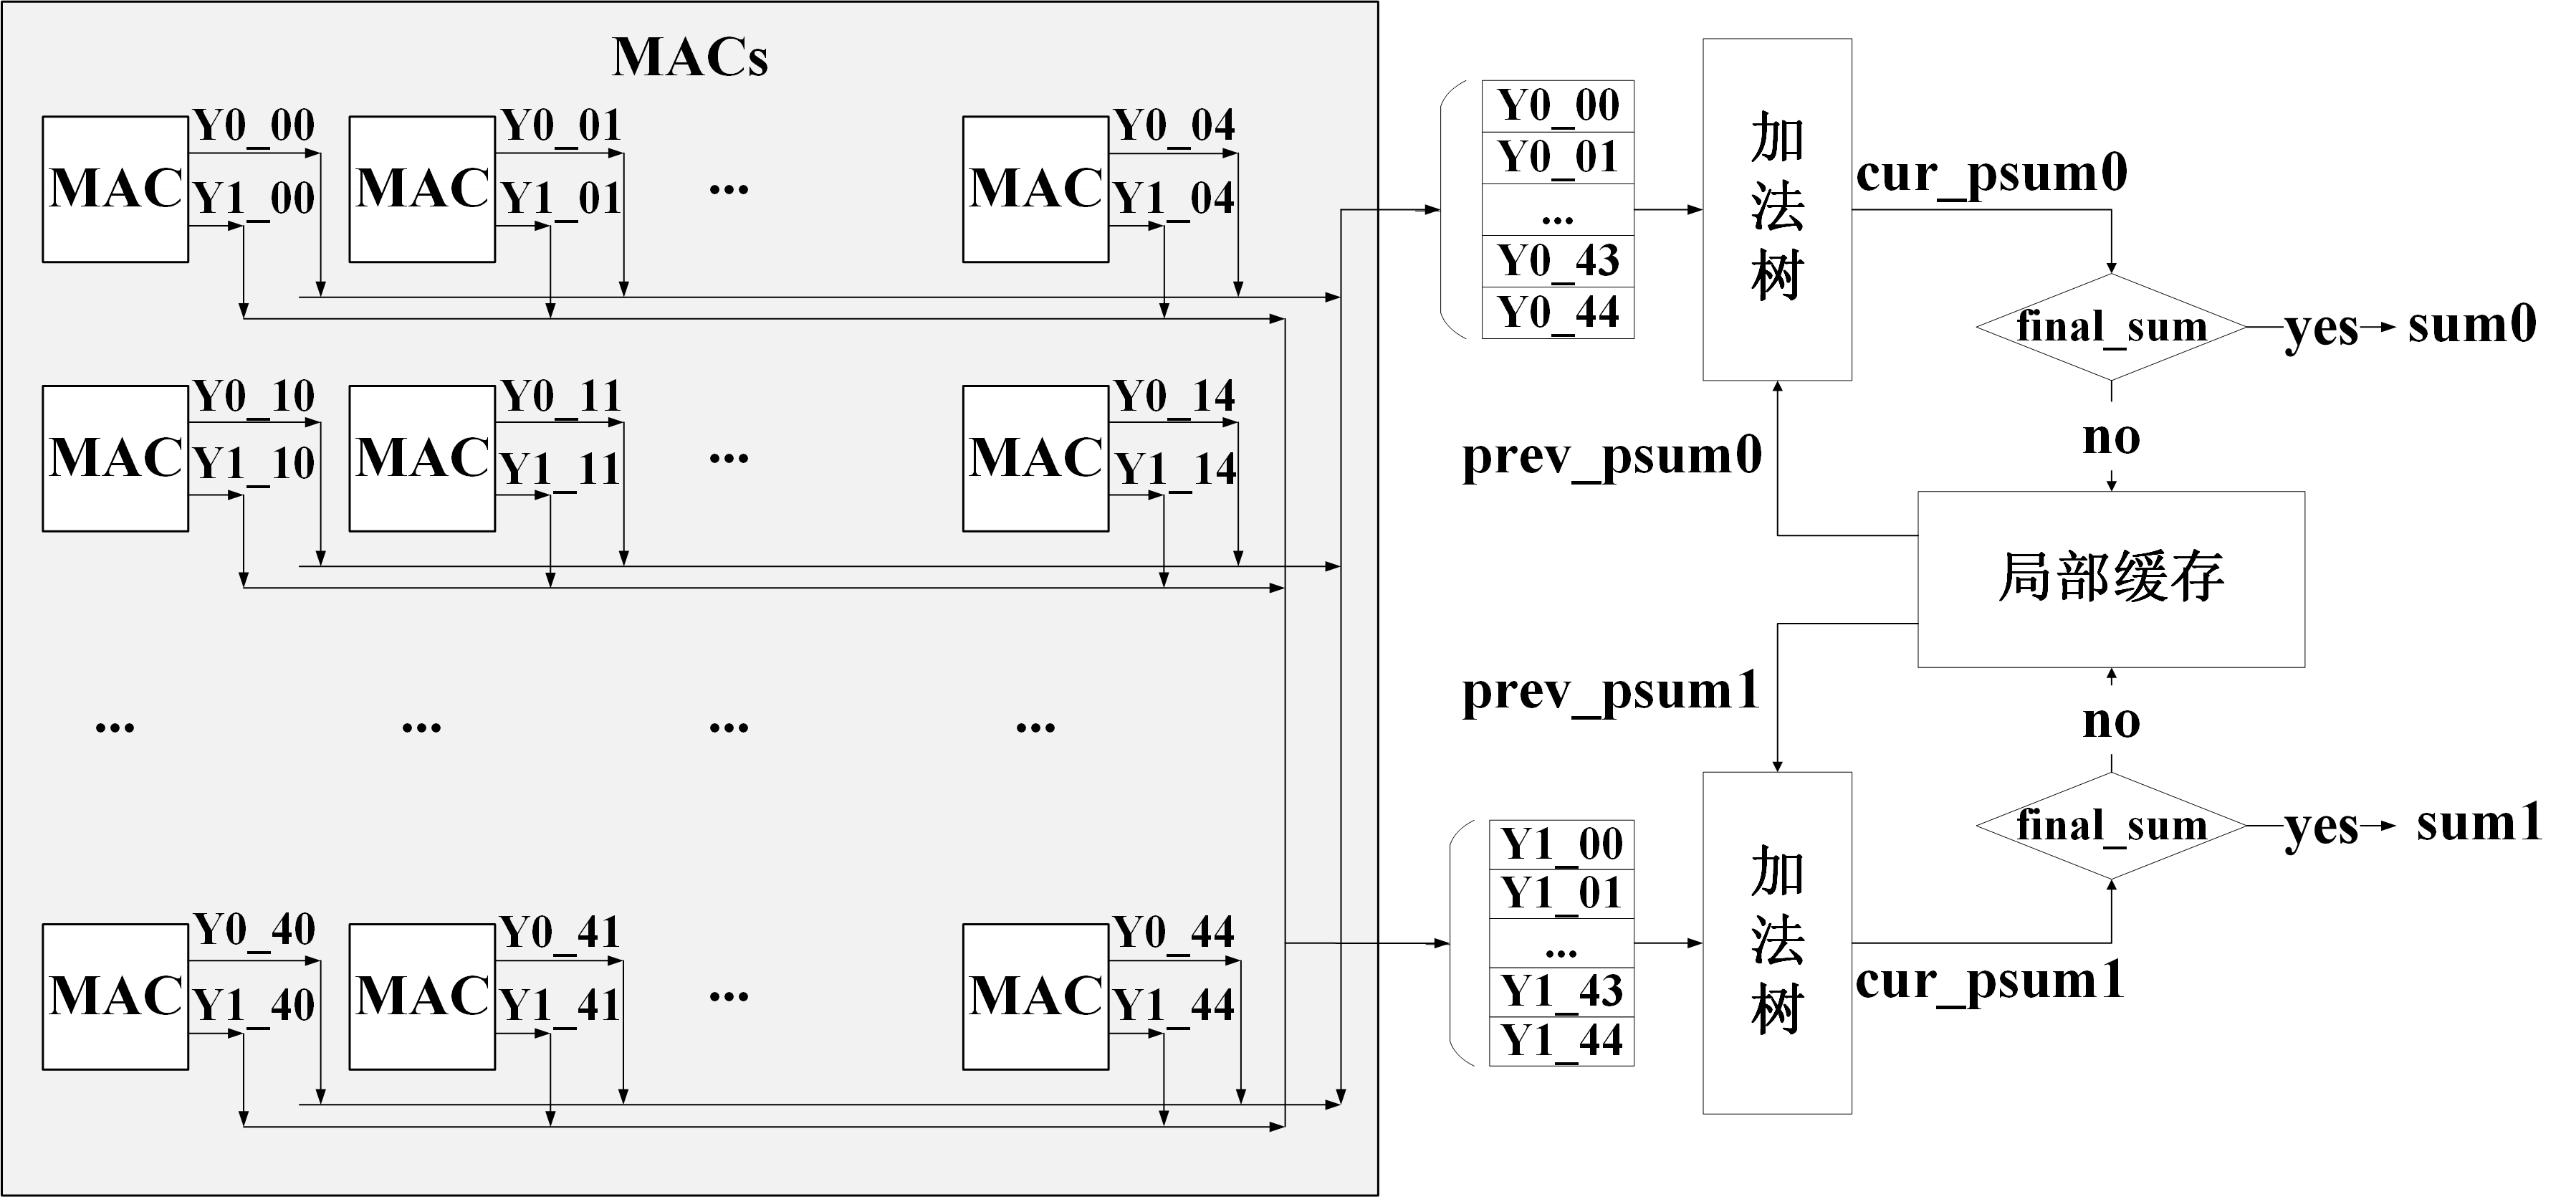 MACs
Y0_00
Y0_01
Y0_04
MAC
MAC
...
MAC
Y1_00
Y1_01
Y1_04
Y0_10
Y0_11
Y0_14
MAC
MAC
...
MAC
Y1_10
Y1_11
Y1_14
...
...
...
...
Y0_40
Y0_41
Y0_44
MAC
MAC
...
MAC
Y1_40
Y1_41
Y1_44
Y0_00
Y0_01
...
Y0_43
Y0_44
加法树
cur_psum0
final_sum
yes
sum0
no
prev_psum0
局部缓存
prev_psum1
no
final_sum
yes
sum1
Y1_00
Y1_01
...
Y1_43
Y1_44
加法树
cur_psum1